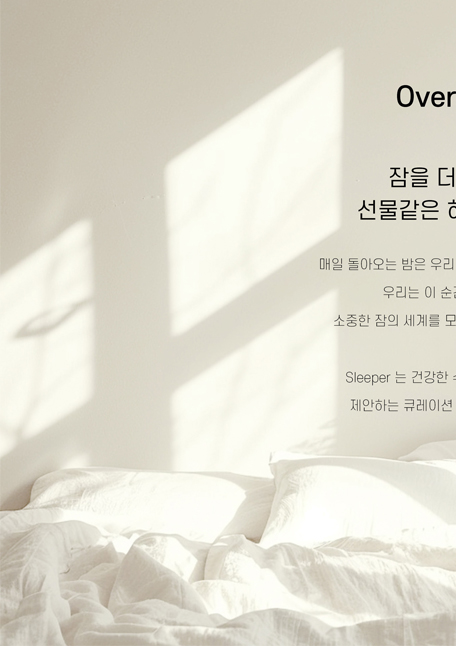 Over
잠을 더
선물같은
매일 돌아오는 밤은 우리
우리는 이 순간
소중한 잠의 세계를 모
Sleeper 는 건강한
제안하는 큐레이션